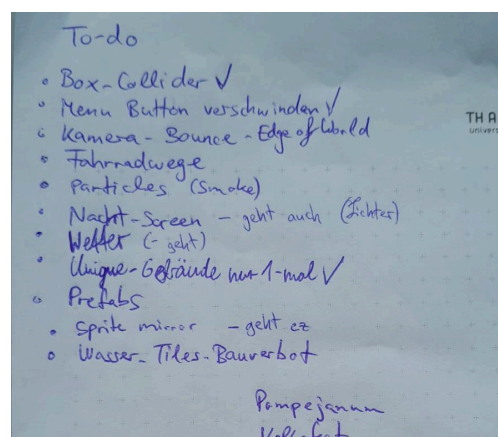 To-do
• Box-Collider ✓
• Menu Button verschwinden ✓
• Kamera-Bounce-Edge of World
• Fahrradwege
• Particles (Smoke)
• Nacht-Screen - geht auch (Lichter)
• Wetter (- geht)
• Unique-Gebäude nur 1-mal ✓
• Prefabs
• Sprite mirror - geht ez
• Wasser-Tiles-Bauverbot
TH A
univers
Pompejanum